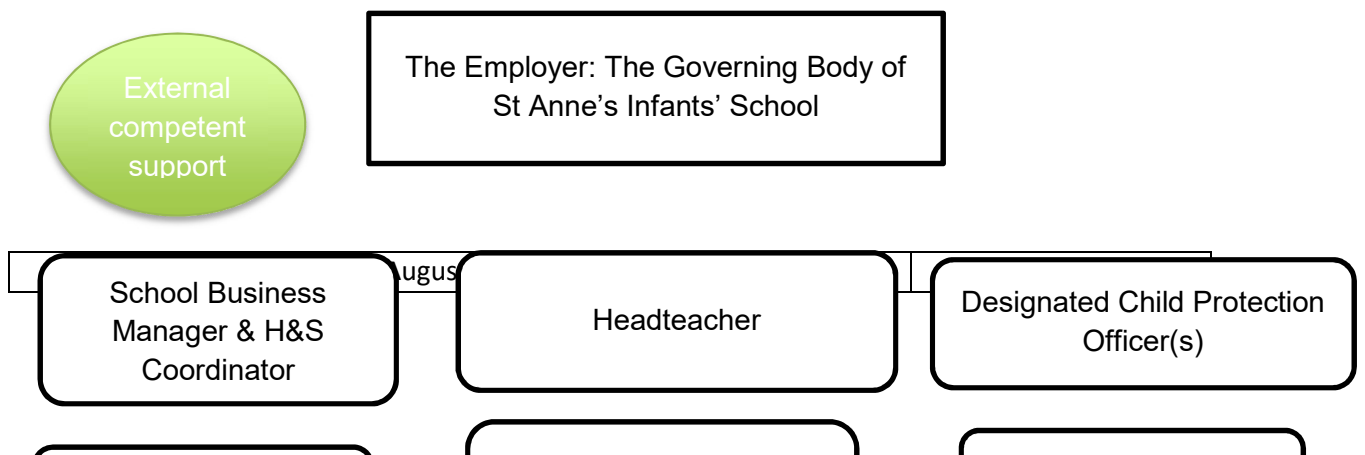 External
competent
support
The Employer: The Governing Body of
St Anne's Infants' School
School Business
Manager & H&S
Coordinator
Headteacher
Designated Child Protection
Officer(s)